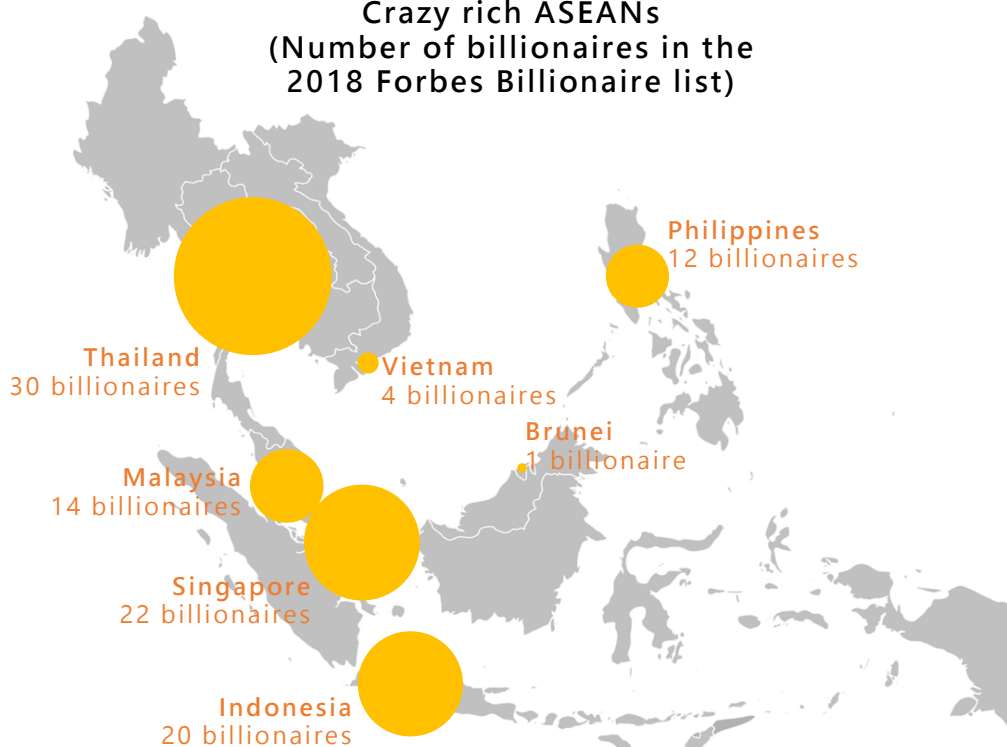 Crazy rich ASEANs
(Number of billionaires in the
2018 Forbes Billionaire list)
Philippines
12 billionaires
Thailand
30 billionaires
Vietnam
4 billionaires
Brunei
1 billionaire
Malaysia
14 billionaires
Singapore
22 billionaires
Indonesia
20 billionaires